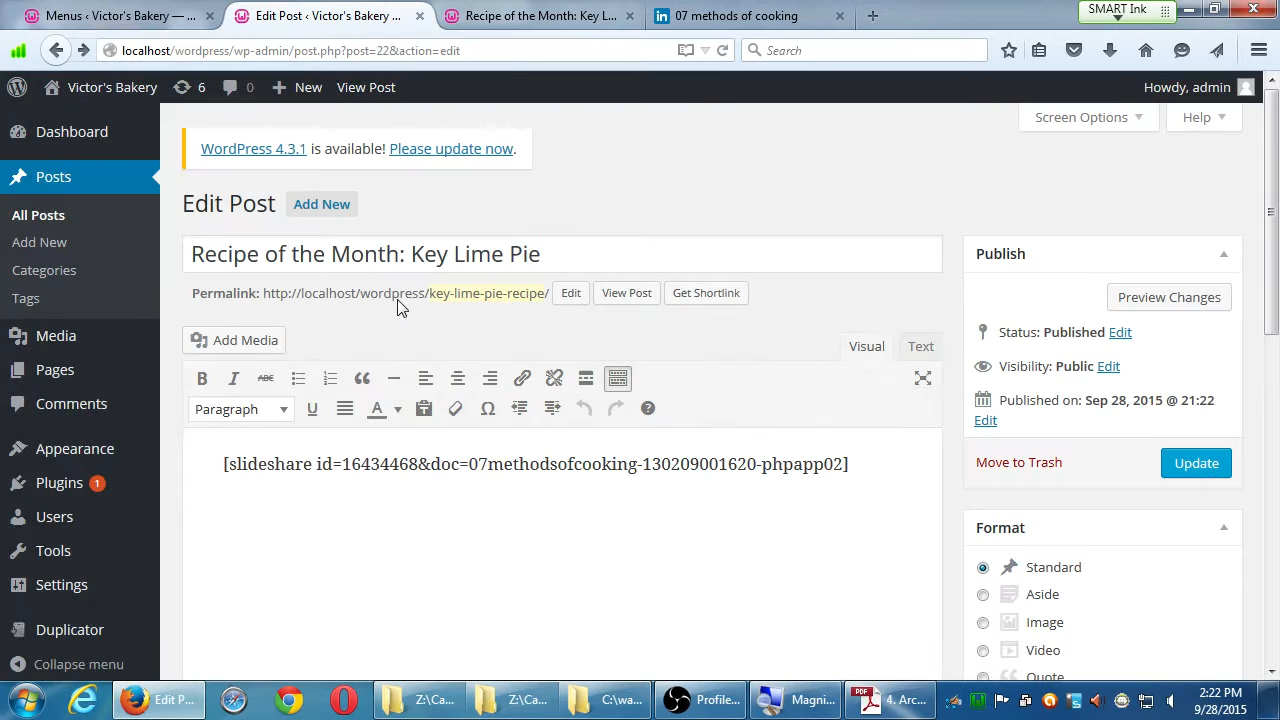 Menus ‹ Victor's Bakery — ...
Edit Post ‹ Victor's Bakery ...
Recipe of the Month: Key L...
07 methods of cooking
SMART Ink
localhost/wordpress/wp-admin/post.php?post=22&action=edit
Search
Victor's Bakery
6
0
New
View Post
Howdy, admin
Dashboard
Posts
All Posts
Add New
Categories
Tags
Media
Pages
Comments
Appearance
Plugins 1
Users
Tools
Settings
Duplicator
Collapse menu
Screen Options
Help
WordPress 4.3.1 is available! Please update now.
Edit Post
Add New
Recipe of the Month: Key Lime Pie
Permalink: http://localhost/wordpress/key-lime-pie-recipe/
Edit
View Post
Get Shortlink
Add Media
Visual
Text
B
I
ABC
Paragraph
U
A
[slideshare id=16434468&doc=07methodsofcooking-130209001620-phpapp02]
Publish
Preview Changes
Status: Published Edit
Visibility: Public Edit
Published on: Sep 28, 2015 @ 21:22
Edit
Move to Trash
Update
Format
Standard
Aside
Image
Video
Quote
Edit P...
Z:\Ca...
Z:\Ca...
C:\wa...
Profile...
Magni...
PDF
4. Arc...
2:22 PM
9/28/2015